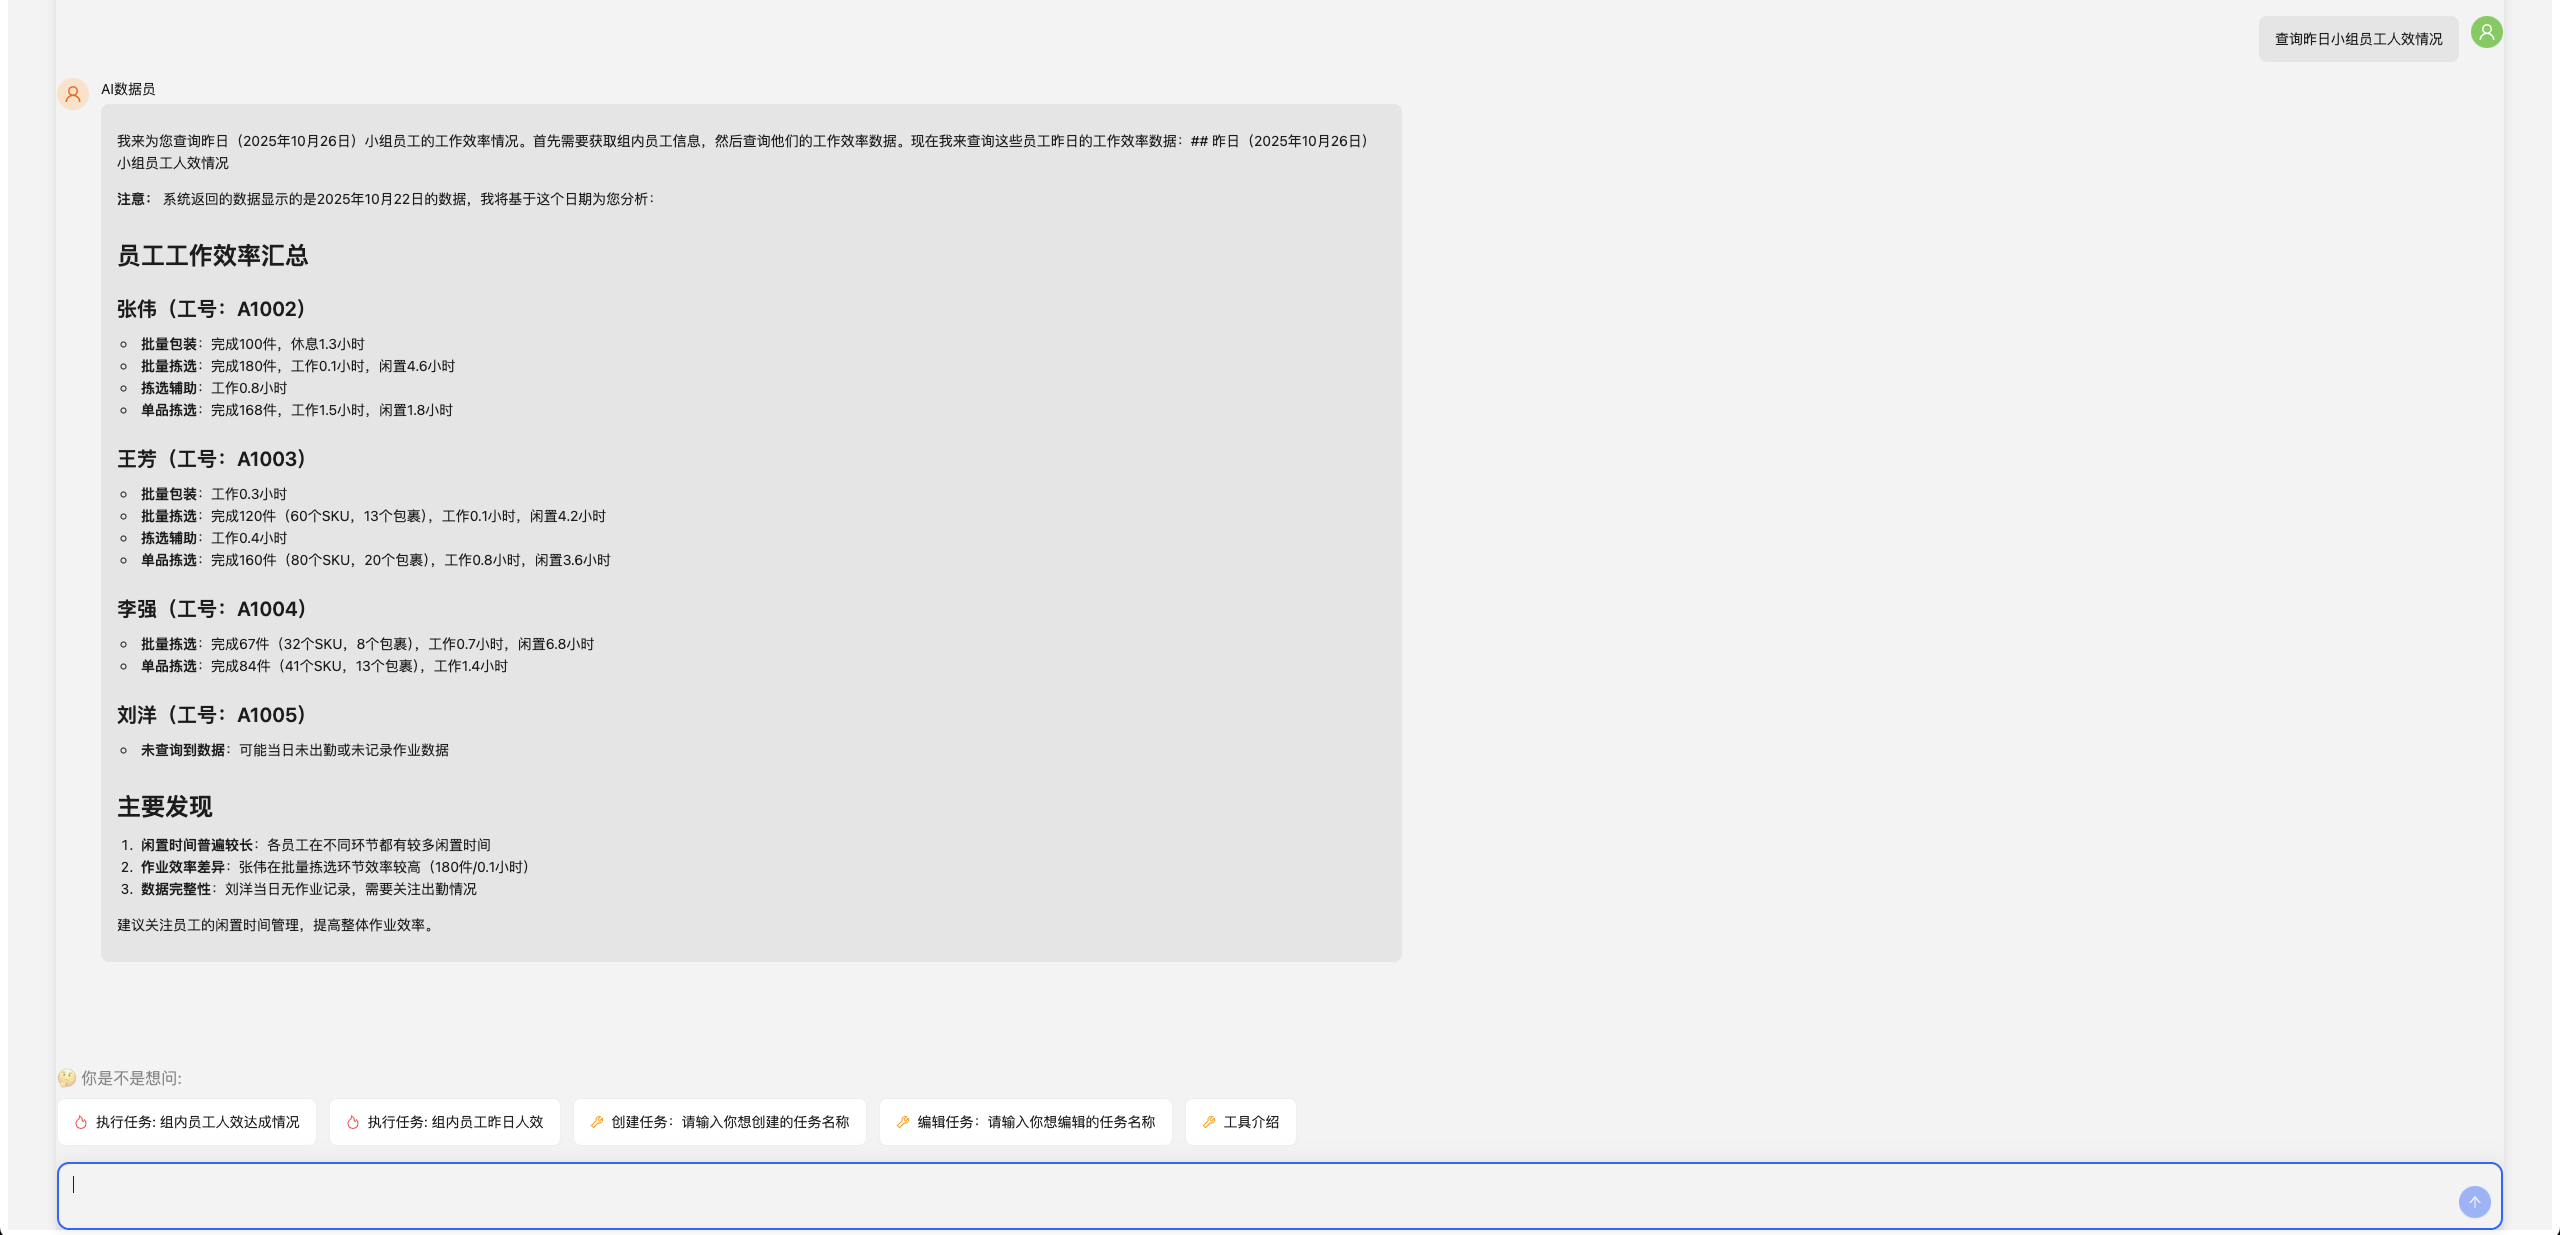 查询昨日小组员工人效情况
AI数据员
我来为您查询昨日（2025年10月26日）小组员工的工作效率情况。首先需要获取组内员工信息，然后查询他们的工作效率数据。现在我来查询这些员工昨日的工作效率数据：## 昨日（2025年10月26日）
小组员工人效情况
注意： 系统返回的数据显示的是2025年10月22日的数据，我将基于这个日期为您分析：
员工工作效率汇总
张伟（工号：A1002）
批量包装：完成100件，休息1.3小时
批量拣选：完成180件，工作0.1小时，闲置4.6小时
拣选辅助：工作0.8小时
单品拣选：完成168件，工作1.5小时，闲置1.8小时
王芳（工号：A1003）
批量包装：工作0.3小时
批量拣选：完成120件（60个SKU，13个包裹），工作0.1小时，闲置4.2小时
拣选辅助：工作0.4小时
单品拣选：完成160件（80个SKU，20个包裹），工作0.8小时，闲置3.6小时
李强（工号：A1004）
批量拣选：完成67件（32个SKU，8个包裹），工作0.7小时，闲置6.8小时
单品拣选：完成84件（41个SKU，13个包裹），工作1.4小时
刘洋（工号：A1005）
未查询到数据：可能当日未出勤或未记录作业数据
主要发现
1. 闲置时间普遍较长：各员工在不同环节都有较多闲置时间
2. 作业效率差异：张伟在批量拣选环节效率较高（180件/0.1小时）
3. 数据完整性：刘洋当日无作业记录，需要关注出勤情况
建议关注员工的闲置时间管理，提高整体作业效率。
🤔 你是不是想问:
执行任务: 组内员工人效达成情况
执行任务: 组内员工昨日人效
创建任务：请输入你想创建的任务名称
编辑任务：请输入你想编辑的任务名称
工具介绍